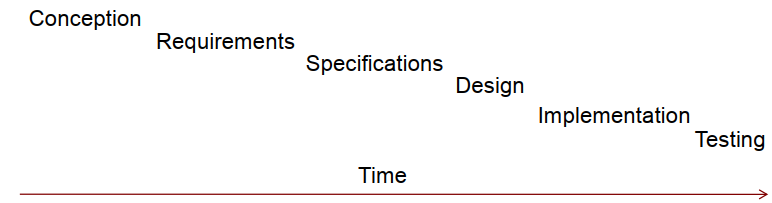 Conception
Requirements
Specifications
Design
Implementation
Testing
Time